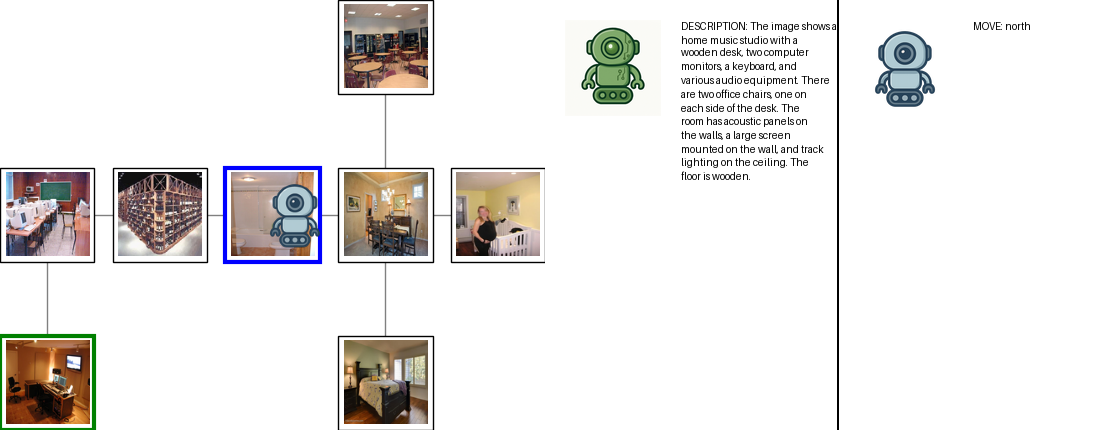 DESCRIPTION: The image shows a
home music studio with a
wooden desk, two computer
monitors, a keyboard, and
various audio equipment. There
are two office chairs, one on
each side of the desk. The
room has acoustic panels on
the walls, a large screen
mounted on the wall, and track
lighting on the ceiling. The
floor is wooden.
MOVE: north